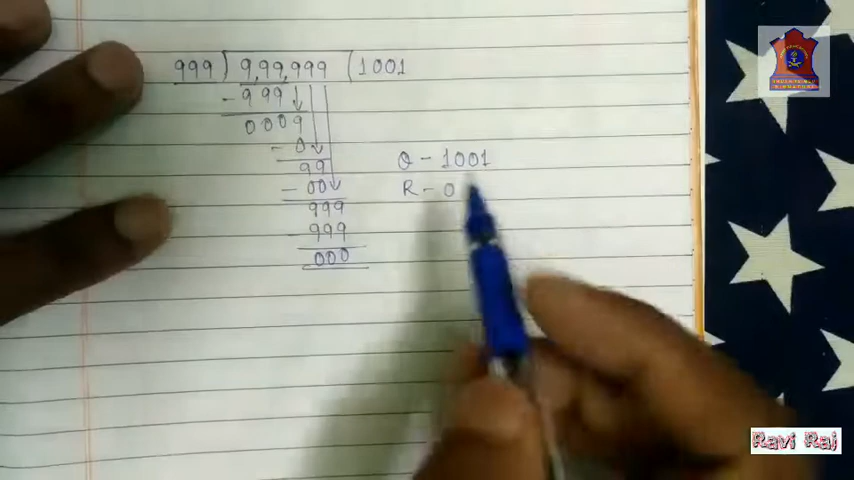 999 ) 9,99,999 ( 1001
- 999
0009
- 0
99
- 00
999
- 999
000
Q - 1001
R - 0
Ravi Raj